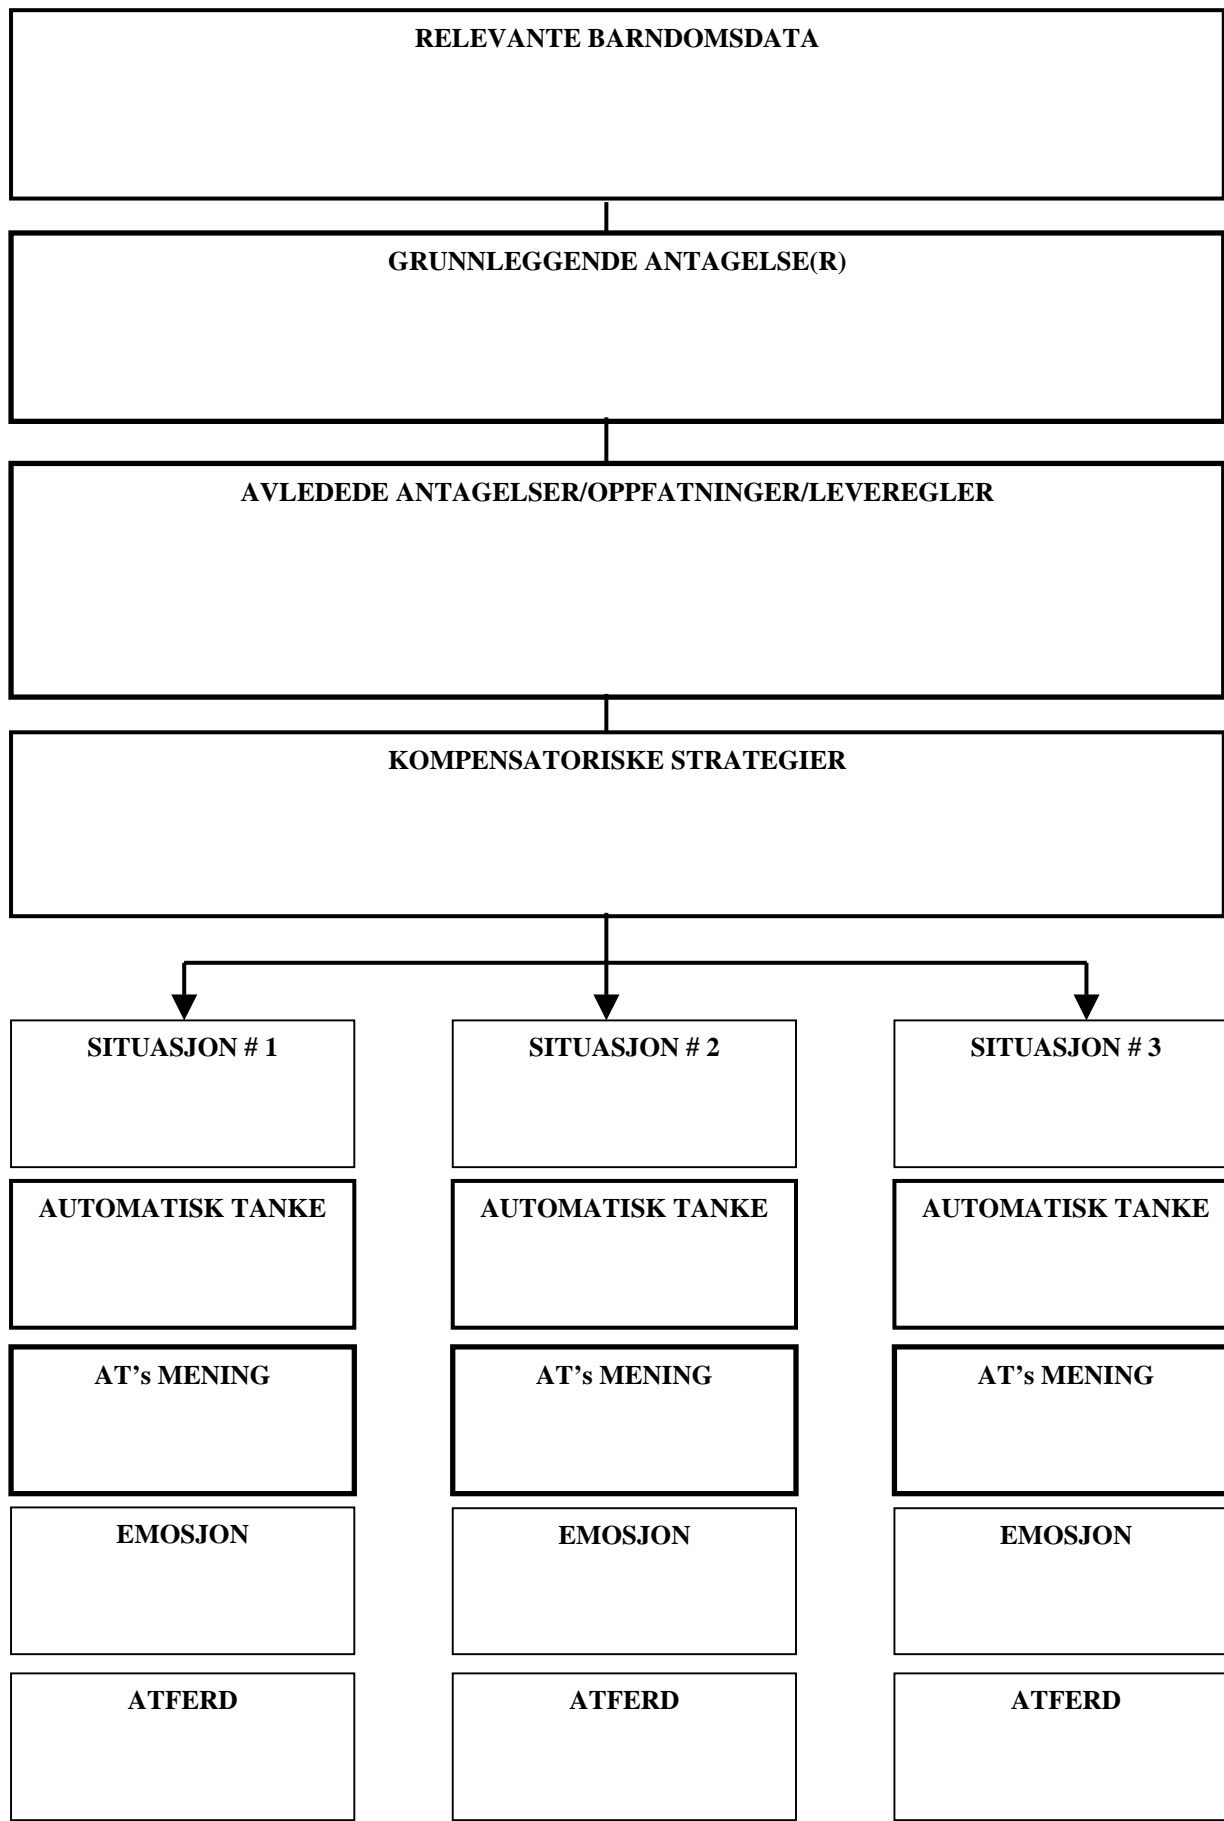 RELEVANTE BARNDOMSDATA
GRUNNLEGGENDE ANTAGELSE(R)
AVLEDEDE ANTAGELSER/OPPFATNINGER/LEVEREGLER
KOMPENSATORISKE STRATEGIER
SITUASJON # 1
SITUASJON # 2
SITUASJON # 3
AUTOMATISK TANKE
AUTOMATISK TANKE
AUTOMATISK TANKE
AT’s MENING
AT’s MENING
AT’s MENING
EMOSJON
EMOSJON
EMOSJON
ATFERD
ATFERD
ATFERD